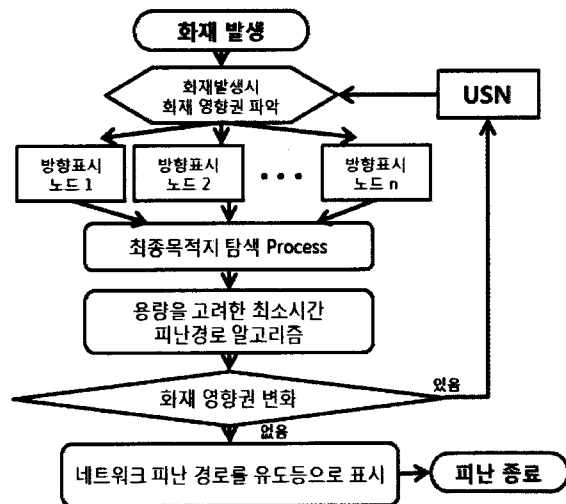 화재 발생
화재발생시
화재 영향권 파악
USN
방향표시
노드 1
방향표시
노드 2
• • •
방향표시
노드 n
최종목적지 탐색 Process
용량을 고려한 최소시간
피난경로 알고리즘
화재 영향권 변화
있음
없음
네트워크 피난 경로를 유도등으로 표시
피난 종료